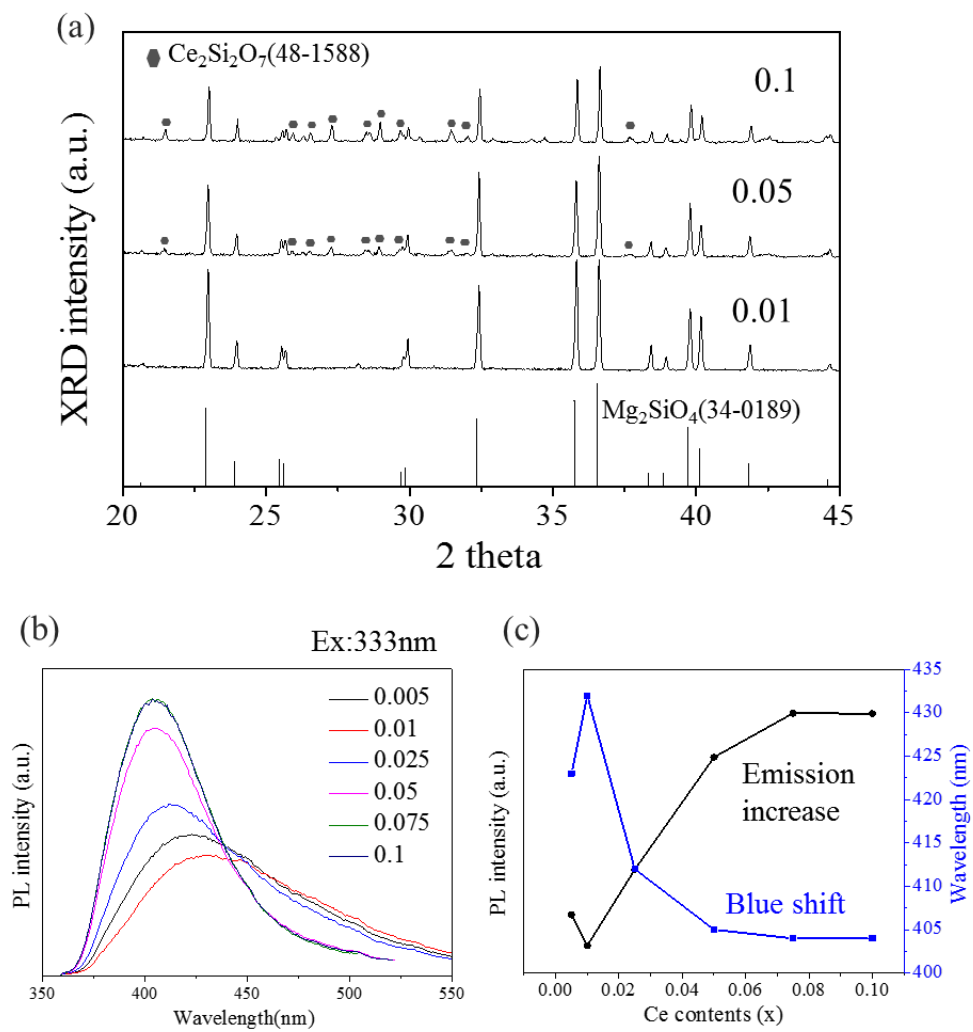 (a)
Ce₂Si₂O₇(48-1588)
0.1
0.05
0.01
Mg₂SiO₄(34-0189)
XRD intensity (a.u.)
20 25 30 35 40 45
2 theta
(b)
Ex:333nm
0.005
0.01
0.025
0.05
0.075
0.1
PL intensity (a.u.)
350 400 450 500 550
Wavelength(nm)
(c)
435
430
425
420
415
410
405
400
Emission
increase
Blue shift
PL intensity (a.u.)
Wavelength (nm)
0.00 0.02 0.04 0.06 0.08 0.10
Ce contents (x)